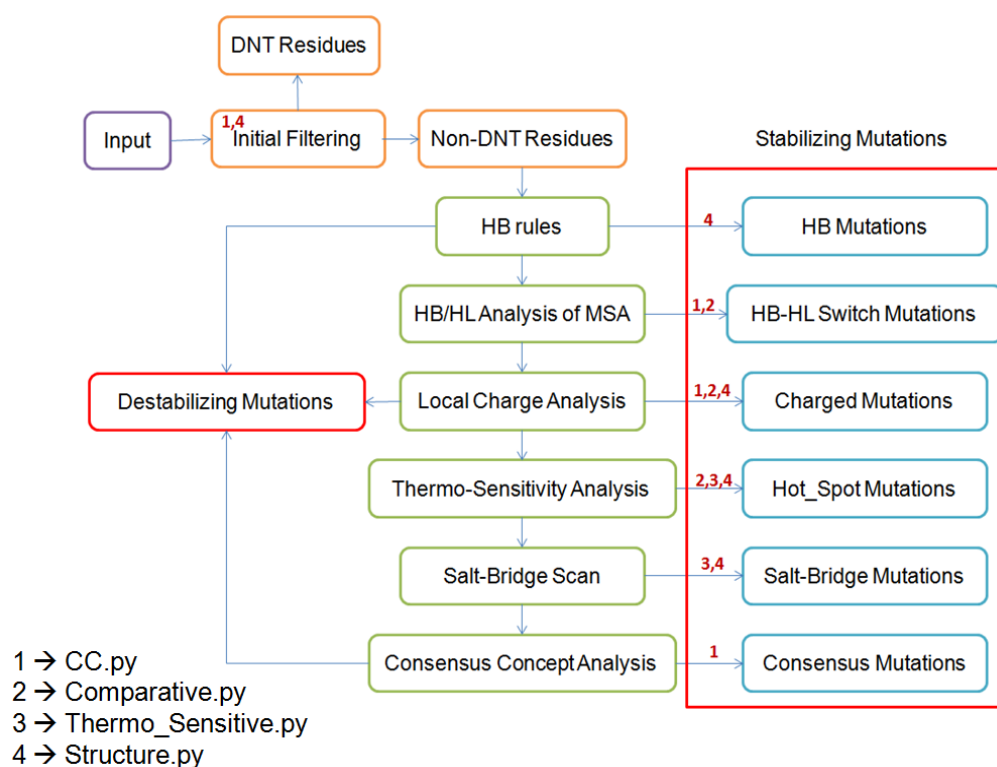 DNT Residues
1,4
Input
Initial Filtering
Non-DNT Residues
Stabilizing Mutations
HB rules
4
HB Mutations
HB/HL Analysis of MSA
1,2
HB-HL Switch Mutations
Destabilizing Mutations
Local Charge Analysis
1,2,4
Charged Mutations
Thermo-Sensitivity Analysis
2,3,4
Hot_Spot Mutations
Salt-Bridge Scan
3,4
Salt-Bridge Mutations
Consensus Concept Analysis
1
Consensus Mutations
1 → CC.py
2 → Comparative.py
3 → Thermo_Sensitive.py
4 → Structure.py